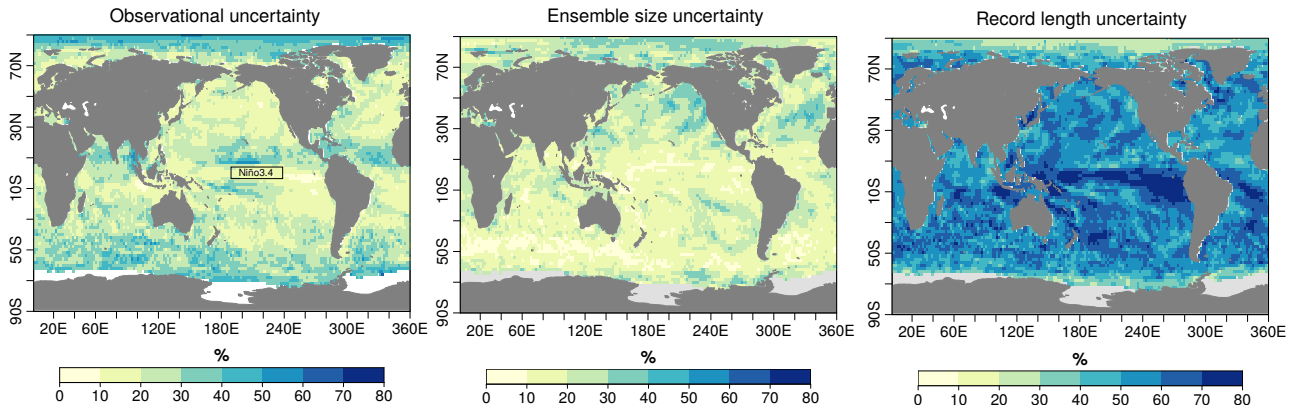 Observational uncertainty
70N
30N
10S
50S
90S
Niño3.4
20E 60E 120E 180E 240E 300E 360E
%
0 10 20 30 40 50 60 70 80
Ensemble size uncertainty
70N
30N
10S
50S
90S
20E 60E 120E 180E 240E 300E 360E
%
0 10 20 30 40 50 60 70 80
Record length uncertainty
70N
30N
10S
50S
90S
20E 60E 120E 180E 240E 300E 360E
%
0 10 20 30 40 50 60 70 80